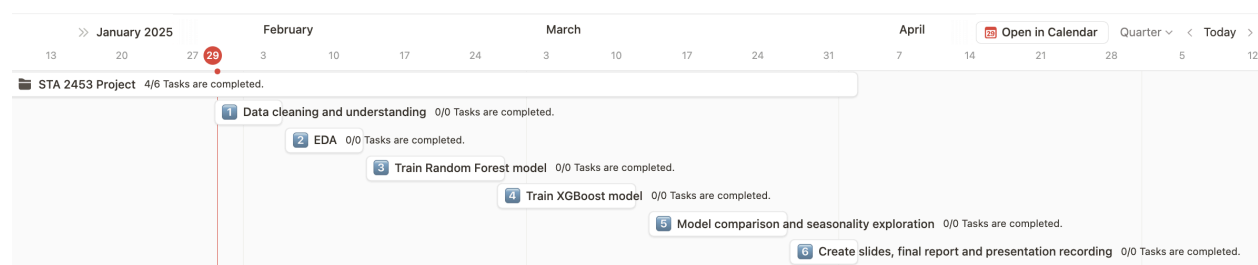 January 2025 February March April Open in Calendar Quarter Today
13 20 27 29 3 10 17 24 3 10 17 24 31 7 14 21 28 5 12
STA 2453 Project 4/6 Tasks are completed.
1 Data cleaning and understanding 0/0 Tasks are completed.
2 EDA 0/0 Tasks are completed.
3 Train Random Forest model 0/0 Tasks are completed.
4 Train XGBoost model 0/0 Tasks are completed.
5 Model comparison and seasonality exploration 0/0 Tasks are completed.
6 Create slides, final report and presentation recording 0/0 Tasks are completed.